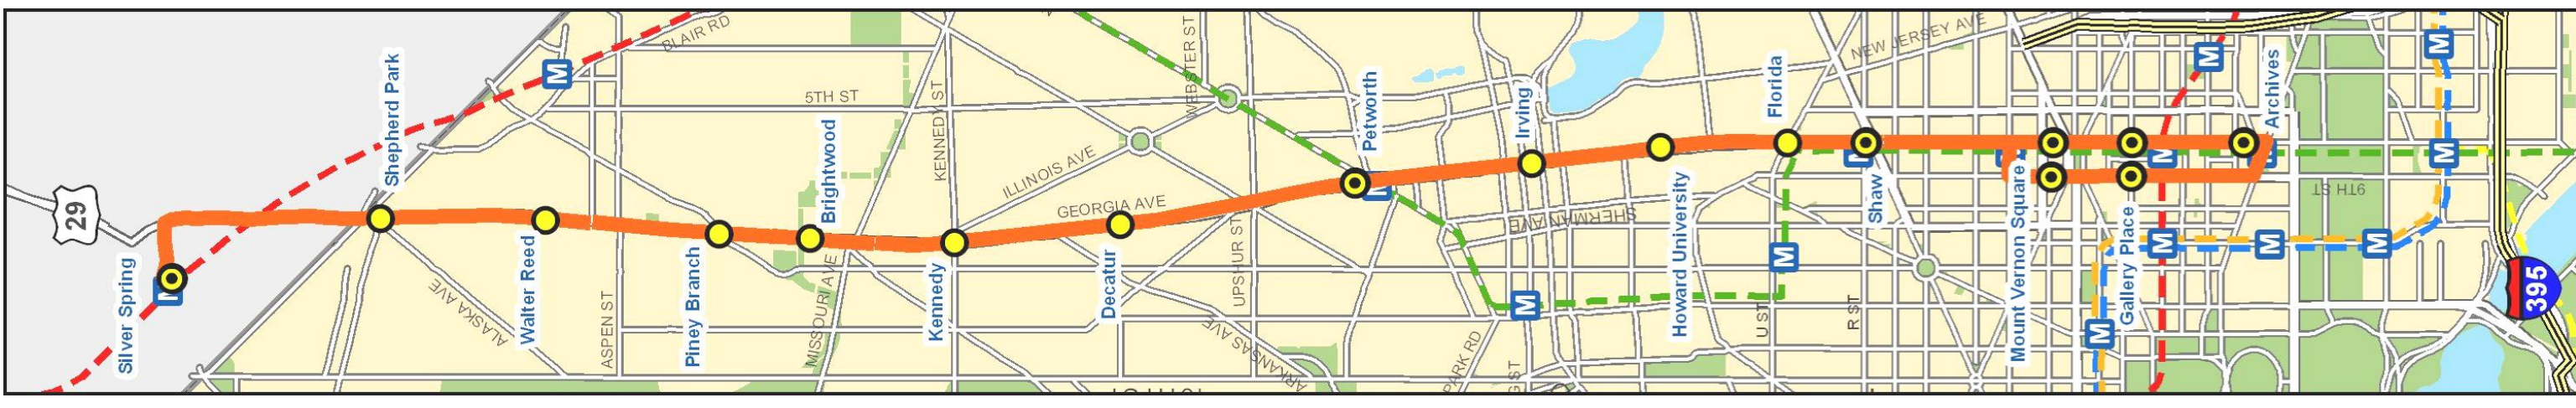 29
Silver Spring
Shepherd Park
Walter Reed
Piney Branch
Brightwood
Kennedy
Decatur
Petworth
Irving
Howard University
Florida
Shaw
Mount Vernon Square
Gallery Place
Archives
BLAIR RD
5TH ST
KENNEDY ST
ILLINOIS AVE
GEORGIA AVE
WEBSTER ST
UPSHUR ST
SHERMAN AVE
NEW JERSEY AVE
ALASKA AVE
ASPEN ST
MISSOURI AVE
ARKANSAS AVE
PARK RD
U ST
R ST
9TH ST
395
M
M
M
M
M
M
M
M
M
M
M